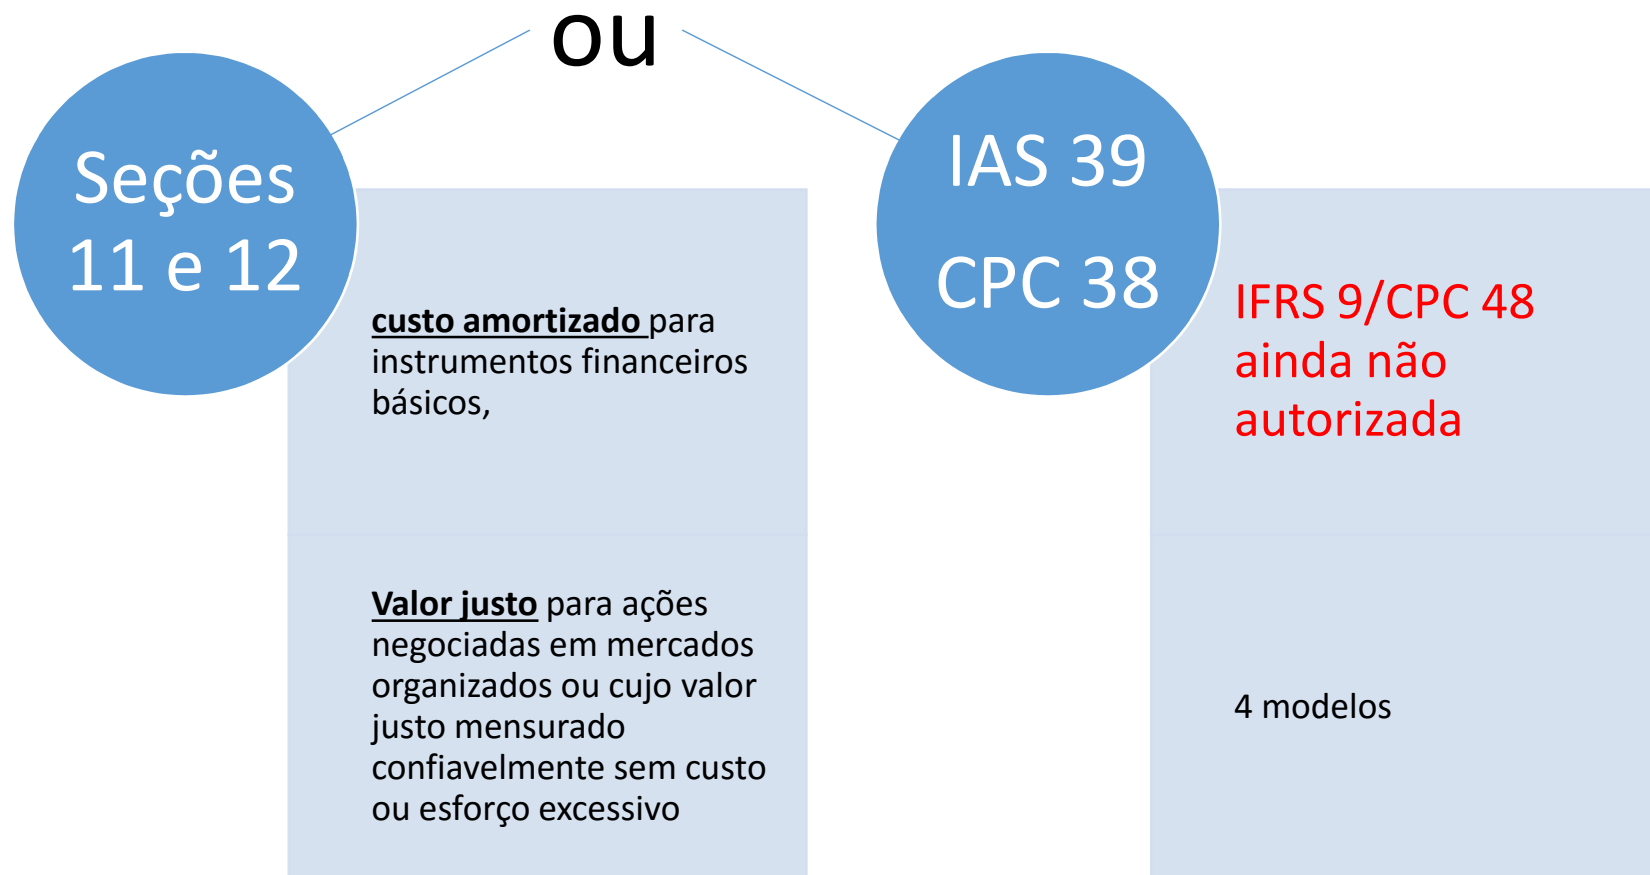 ou
Seções
11 e 12
custo amortizado para
instrumentos financeiros
básicos,
Valor justo para ações
negociadas em mercados
organizados ou cujo valor
justo mensurado
confiavelmente sem custo
ou esforço excessivo
IAS 39
CPC 38
IFRS 9/CPC 48
ainda não
autorizada
4 modelos